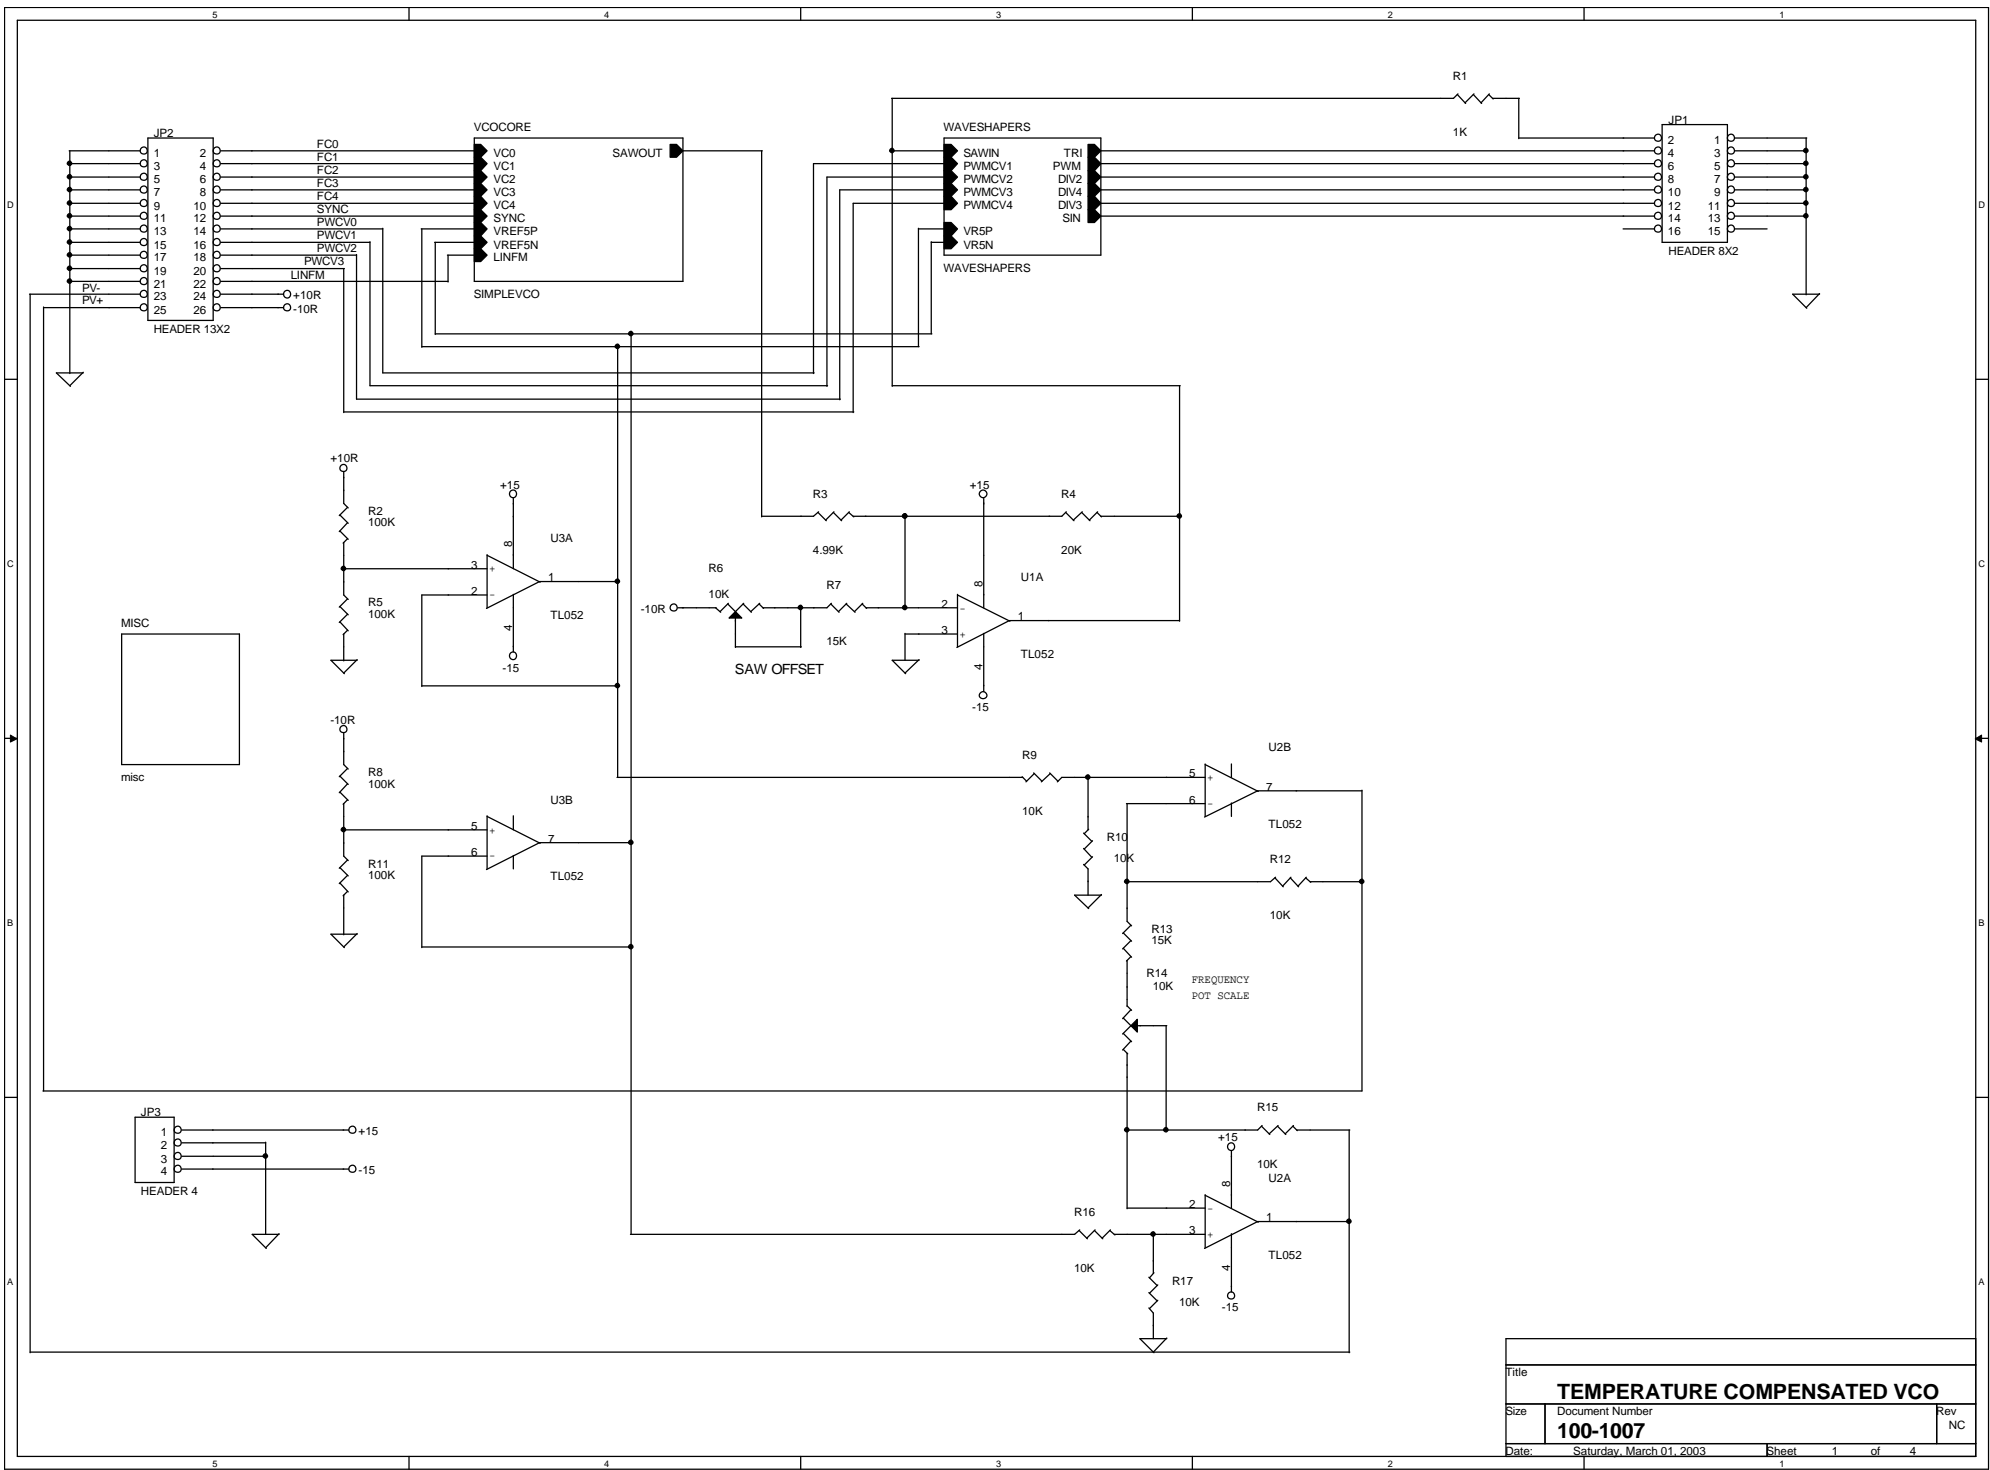 5 4 3 2 1
D
C
B
A
D
C
B
A
5 4 3 2 1
JP2
1 2
3 4
5 6
7 8
9 10
11 12
13 14
15 16
17 18
19 20
21 22
23 24
25 26
HEADER 13X2
PV-
PV+
FC0
FC1
FC2
FC3
FC4
SYNC
PWCV0
PWCV1
PWCV2
PWCV3
LINFM
+10R
-10R
VCOCORE
VC0
VC1
VC2
VC3
VC4
SYNC
VREF5P
VREF5N
LINFM
SAWOUT
SIMPLEVCO
WAVESHAPERS
SAWIN
PWMCV1
PWMCV2
PWMCV3
PWMCV4
VR5P
VR5N
TRI
PWM
DIV2
DIV4
DIV3
SIN
WAVESHAPERS
R1
1K
JP1
2 1
4 3
6 5
8 7
10 9
12 11
14 13
16 15
HEADER 8X2
+10R
R2
100K
R5
100K
+15
8
U3A
3
+
2
-
1
TL052
4
-15
R3
4.99K
R4
20K
-10R
R6
10K
R7
15K
SAW OFFSET
+15
8
U1A
2
-
3
+
1
TL052
4
-15
MISC
misc
-10R
R8
100K
R11
100K
U3B
5
+
6
-
7
TL052
R9
10K
R10
10K
U2B
5
+
6
-
7
TL052
R12
10K
R13
15K
R14
10K
FREQUENCY
POT SCALE
JP3
1
2
3
4
HEADER 4
+15
-15
R15
10K
+15
U2A
8
2
-
3
+
1
TL052
4
-15
R16
10K
R17
10K
Title
TEMPERATURE COMPENSATED VCO
Size Document Number Rev
100-1007 NC
Date: Saturday, March 01, 2003 Sheet 1 of 4